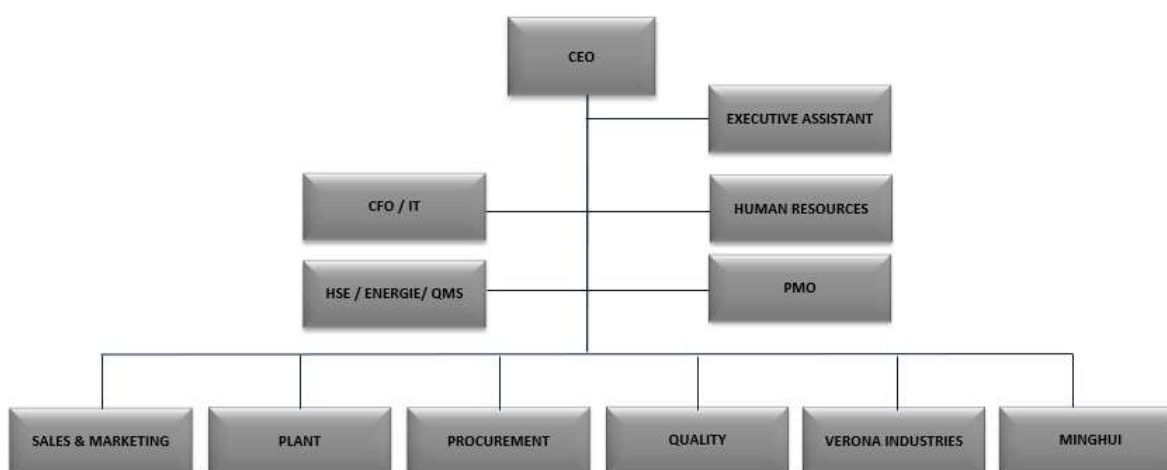 CEO
EXECUTIVE ASSISTANT
CFO / IT
HUMAN RESOURCES
HSE / ENERGIE/ QMS
PMO
SALES & MARKETING
PLANT
PROCUREMENT
QUALITY
VERONA INDUSTRIES
MINGHUI